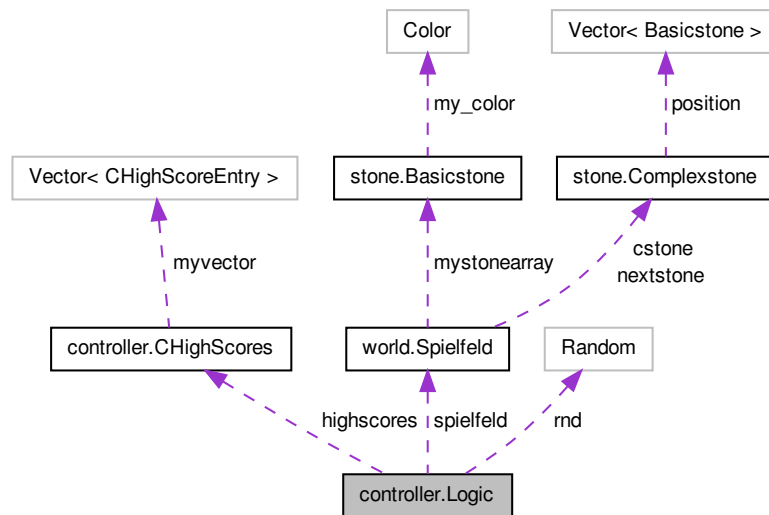 Color
Vector< Basicstone >
my_color
position
Vector< CHighScoreEntry >
stone.Basicstone
stone.Complexstone
myvector
mystonearray
cstone
nextstone
controller.CHighScores
world.Spielfeld
Random
highscores
spielfeld
rnd
controller.Logic